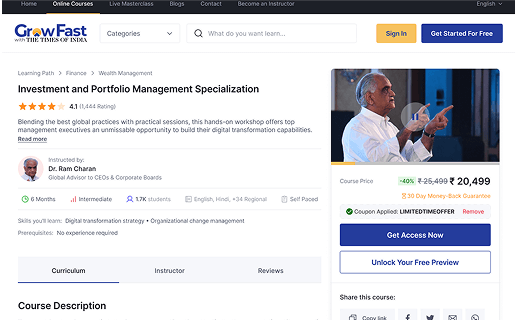 Home Online Courses Live Masterclass Blogs Contact Become an Instructor English
GrowFast
with THE TIMES OF INDIA
Categories
What do you want learn...
Sign In
Get Started For Free
Learning Path > Finance > Wealth Management
Investment and Portfolio Management Specialization
4.1 (1,444 Rating)
Blending the best global practices with practical sessions, this hands-on workshop offers top
management executives an unmissable opportunity to build their digital transformation capabilities.
Read more
Instructed by:
Dr. Ram Charan
Global Advisor to CEOs & Corporate Boards
6 Months Intermediate 1.7K students English, Hindi, +34 Regional Self Paced
Skills you'll learn: Digital transformation strategy • Organizational change management
Prerequisites: No experience required
Curriculum Instructor Reviews
Course Description
Course Price -40% ₹ 25,499 ₹ 20,499
30 Day Money-Back Guarantee
Coupon Applied: LIMITEDTIMEOFFER Remove
Get Access Now
Unlock Your Free Preview
Share this course:
Copy link